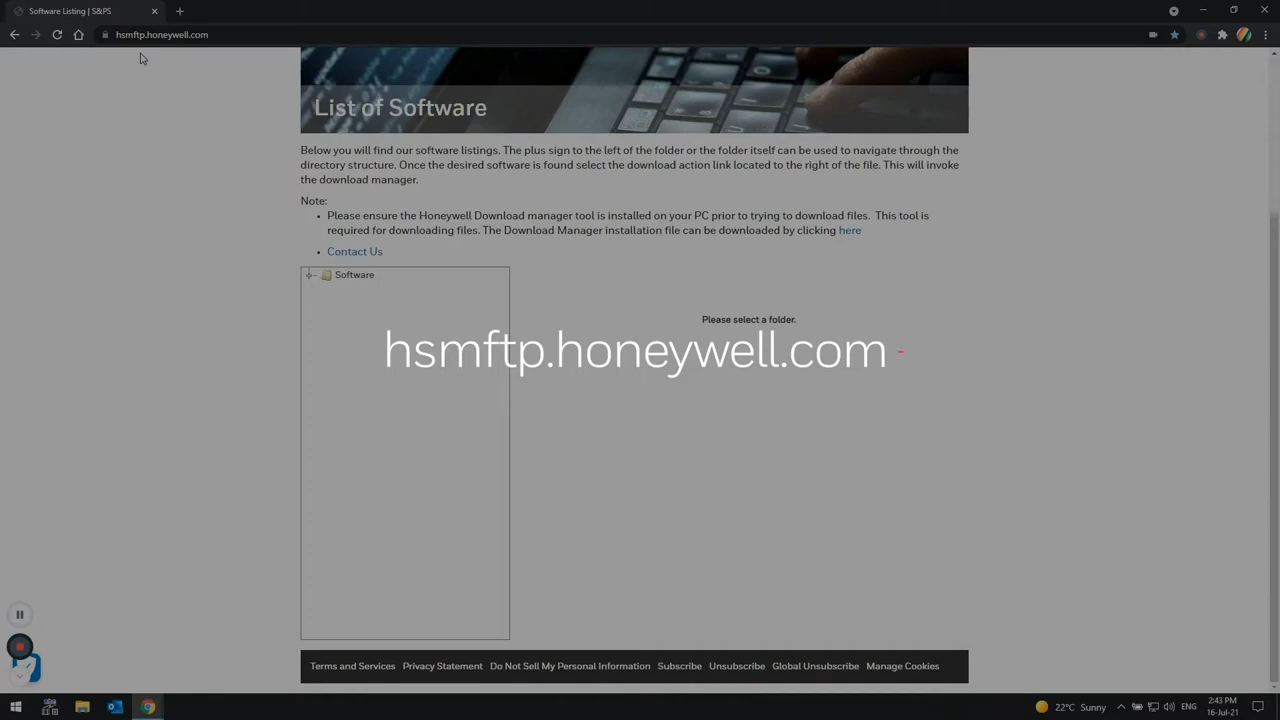 Software Listing | S&PS
hsmftp.honeywell.com
List of Software
Below you will find our software listings. The plus sign to the left of the folder or the folder itself can be used to navigate through the
directory structure. Once the desired software is found select the download action link located to the right of the file. This will invoke
the download manager.
Note:
Please ensure the Honeywell Download manager tool is installed on your PC prior to trying to download files. This tool is
required for downloading files. The Download Manager installation file can be downloaded by clicking here
Contact Us
Software
Please select a folder.
hsmftp.honeywell.com
Terms and Services Privacy Statement Do Not Sell My Personal Information Subscribe Unsubscribe Global Unsubscribe Manage Cookies
22°C Sunny ENG 2:43 PM
16-Jul-21